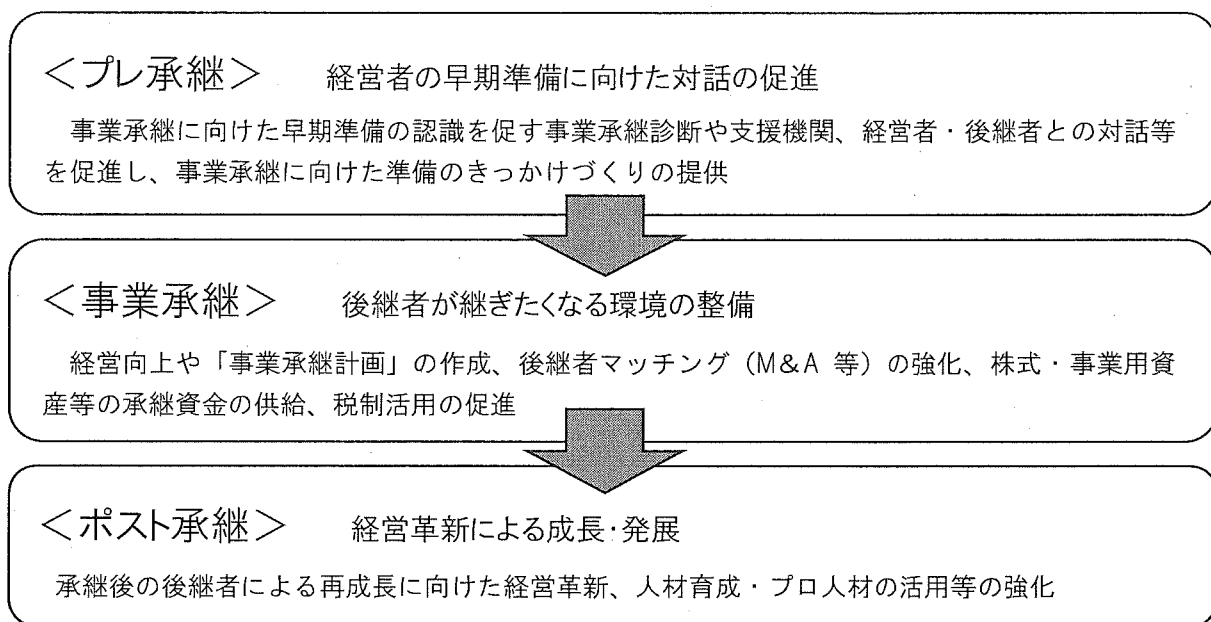 ＜プレ承継＞　経営者の早期準備に向けた対話の促進
事業承継に向けた早期準備の認識を促す事業承継診断や支援機関、経営者・後継者との対話等
を促進し、事業承継に向けた準備のきっかけづくりの提供
＜事業承継＞　後継者が継ぎたくなる環境の整備
経営向上や「事業承継計画」の作成、後継者マッチング（M&A 等）の強化、株式・事業用資
産等の承継資金の供給、税制活用の促進
＜ポスト承継＞　経営革新による成長・発展
承継後の後継者による再成長に向けた経営革新、人材育成・プロ人材の活用等の強化